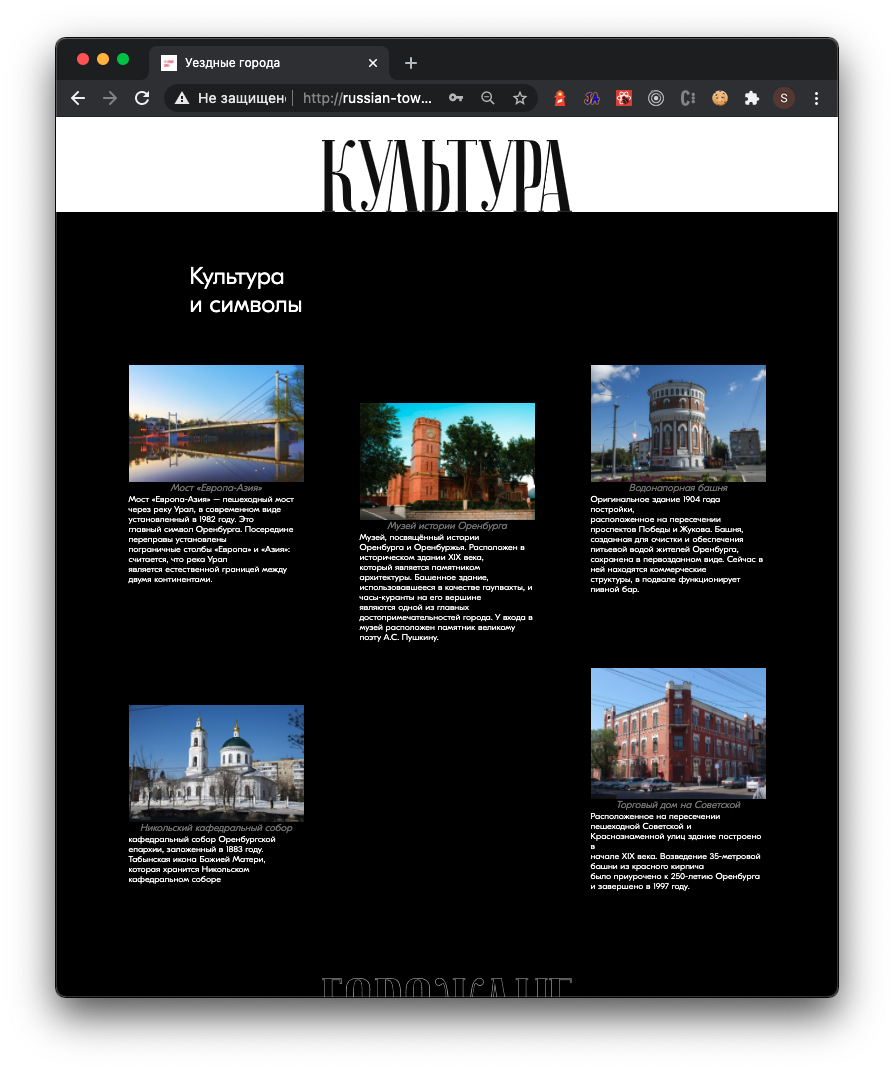 Уездные города
Не защищен
http://russian-tow...
S
КУЛЬТУРА
Культура
и символы
Мост «Европа-Азия»
Мост «Европа-Азия» — пешеходный мост
через реку Урал, в современном виде
установленный в 1982 году. Это
главный символ Оренбурга. Посередине
переправы установлены
пограничные столбы «Европа» и «Азия»:
считается, что река Урал
является естественной границей между
двумя континентами.
Музей истории Оренбурга
Музей, посвящённый истории
Оренбурга и Оренбуржья. Расположен в
историческом здании XIX века,
который является памятником
архитектуры. Башенное здание,
использовавшееся в качестве гаупвахты, и
часы-куранты на его вершине
являются одной из главных
достопримечательностей города. У входа в
музей расположен памятник великому
поэту А.С. Пушкину.
Водонапорная башня
Оригинальное здание 1904 года
постройки,
расположенное на пересечении
проспектов Победы и Жукова. Башня,
созданная для очистки и обеспечения
питьевой водой жителей Оренбурга,
сохранена в первозданном виде. Сейчас в
ней находятся коммерческие
структуры, в подвале функционирует
пивной бар.
Никольский кафедральный собор
кафедральный собор Оренбургской
епархии, заложенный в 1883 году.
Табынская икона Божией Матери,
которая хранится Никольском
кафедральном соборе
Торговый дом на Советской
Расположенное на пересечении
пешеходной Советской и
Краснознаменной улиц здание построено
в
начале XIX века. Возведение 35-метровой
башни из красного кирпича
было приурочено к 250-летию Оренбурга
и завершено в 1997 году.
ГОРОЖАНЕ